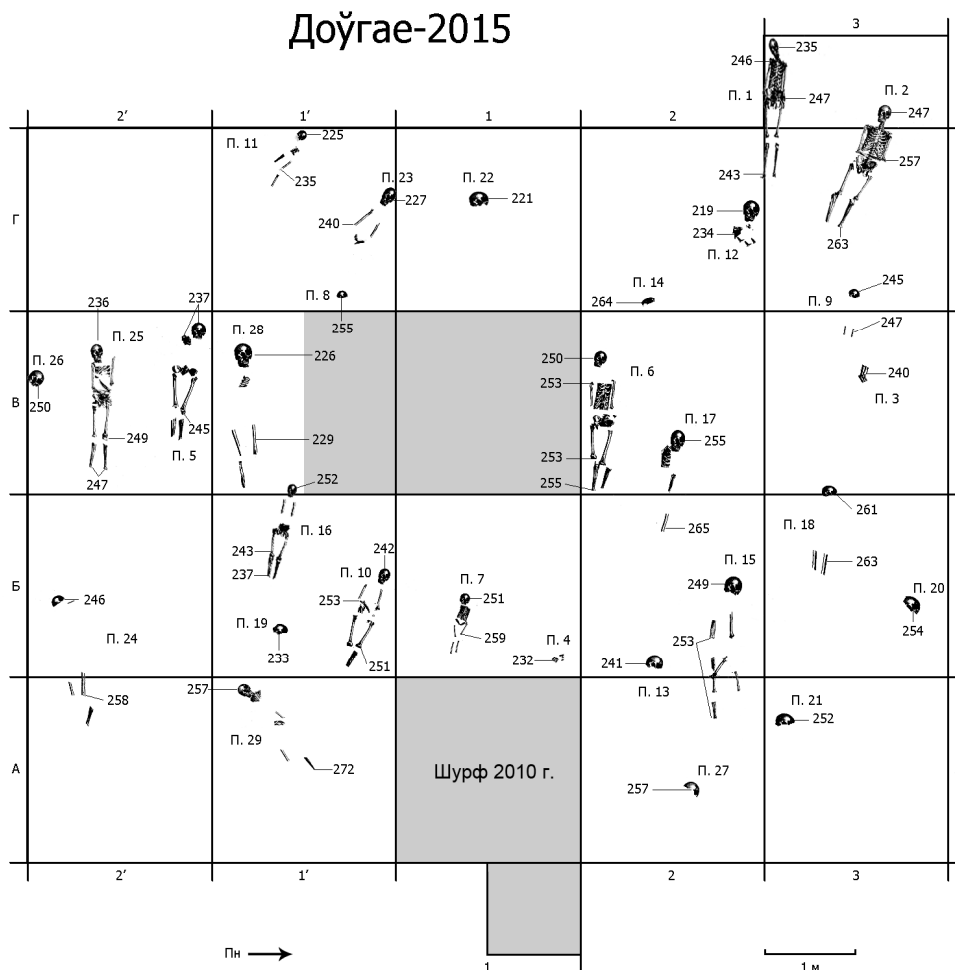 Доўгае-2015
3
235
246
П. 1
247
П. 2
247
2’
1’
1
2
П. 11
225
257
235
243
П. 23
П. 22
227
221
219
240
234
П. 12
263
Г
П. 8
П. 14
245
264
П. 9
236
237
255
П. 25
П. 28
247
П. 26
226
250
П. 6
240
250
253
П. 3
В
П. 17
249
245
229
255
П. 5
253
247
252
255
261
П. 16
265
П. 18
243
242
263
237
П. 10
П. 7
П. 15
Б
253
251
249
П. 20
246
П. 19
254
П. 24
233
259
П. 4
253
251
232
241
257
П. 13
258
П. 21
252
П. 29
А
272
Шурф 2010 г.
П. 27
257
2’
1’
2
3
Пн
1
1 м